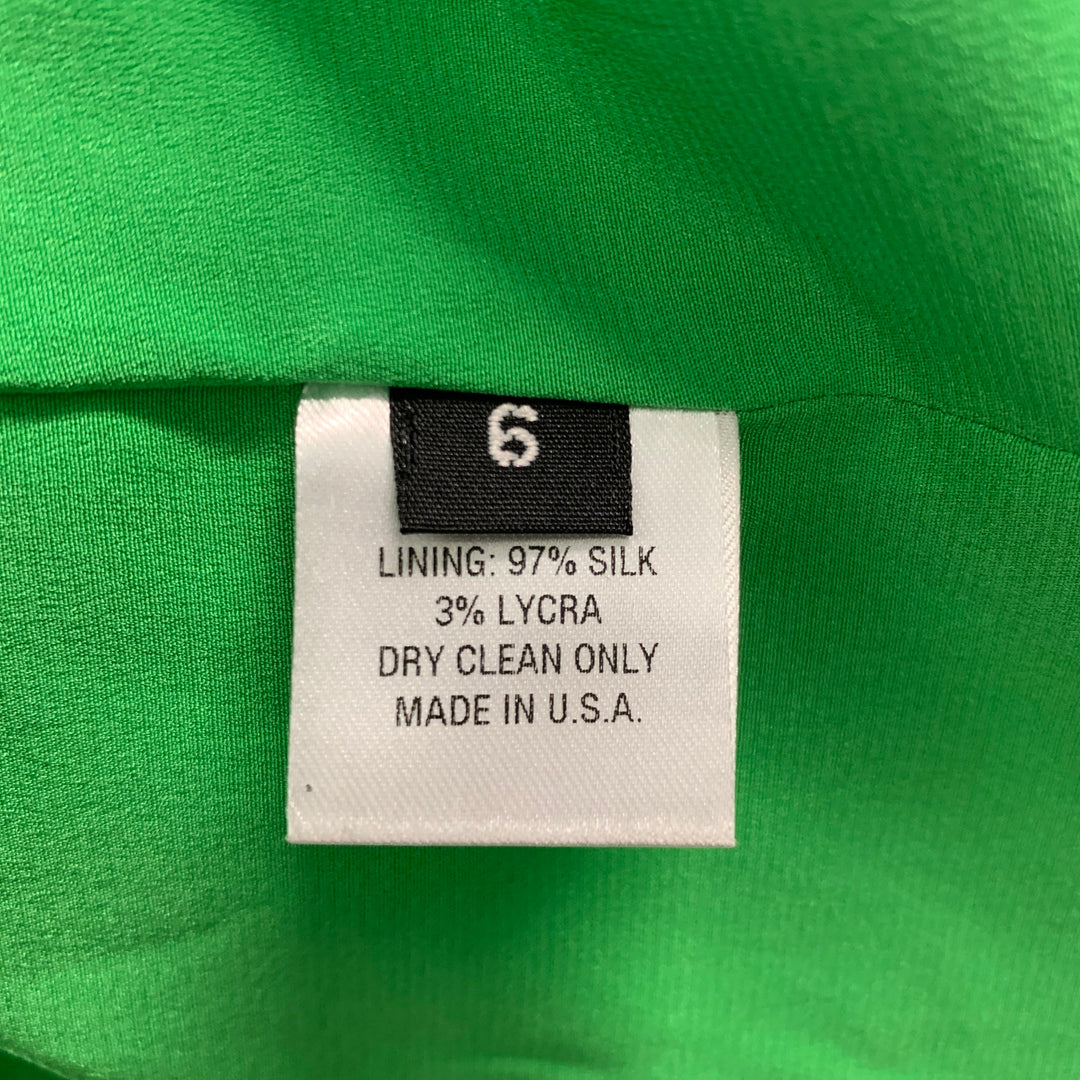 6
LINING: 97% SILK
3% LYCRA
DRY CLEAN ONLY
MADE IN U.S.A.